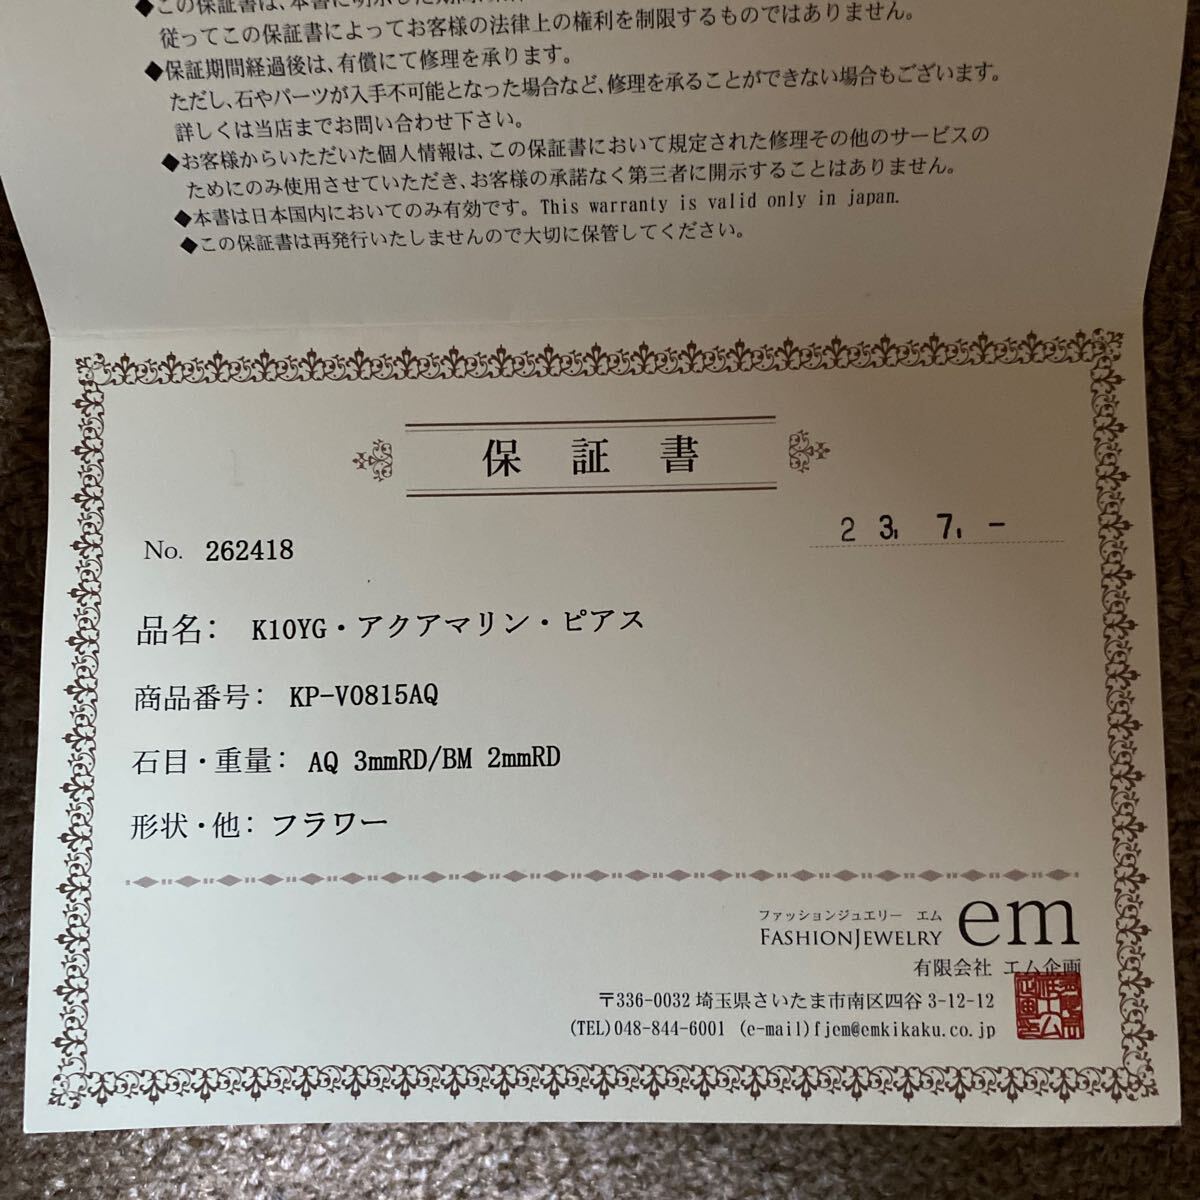 ◆この保証書は、本書に明示した期間、
従ってこの保証書によってお客様の法律上の権利を制限するものではありません。
◆保証期間経過後は、有償にて修理を承ります。
ただし、石やパーツが入手不可能となった場合など、修理を承ることができない場合もございます。
詳しくは当店までお問い合わせ下さい。
◆お客様からいただいた個人情報は、この保証書において規定された修理その他のサービスの
ためにのみ使用させていただき、お客様の承諾なく第三者に開示することはありません。
◆本書は日本国内においてのみ有効です。This warranty is valid only in japan.
◆この保証書は再発行いたしませんので大切に保管してください。
保証書
23. 7. -
No. 262418
品名： K10YG・アクアマリン・ピアス
商品番号： KP-V0815AQ
石目・重量： AQ 3mmRD/BM 2mmRD
形状・他： フラワー
ファッションジュエリー エム
FASHIONJEWELRY em
有限会社 エム企画
〒336-0032 埼玉県さいたま市南区四谷 3-12-12
(TEL)048-844-6001 (e-mail)fjem@emkikaku.co.jp